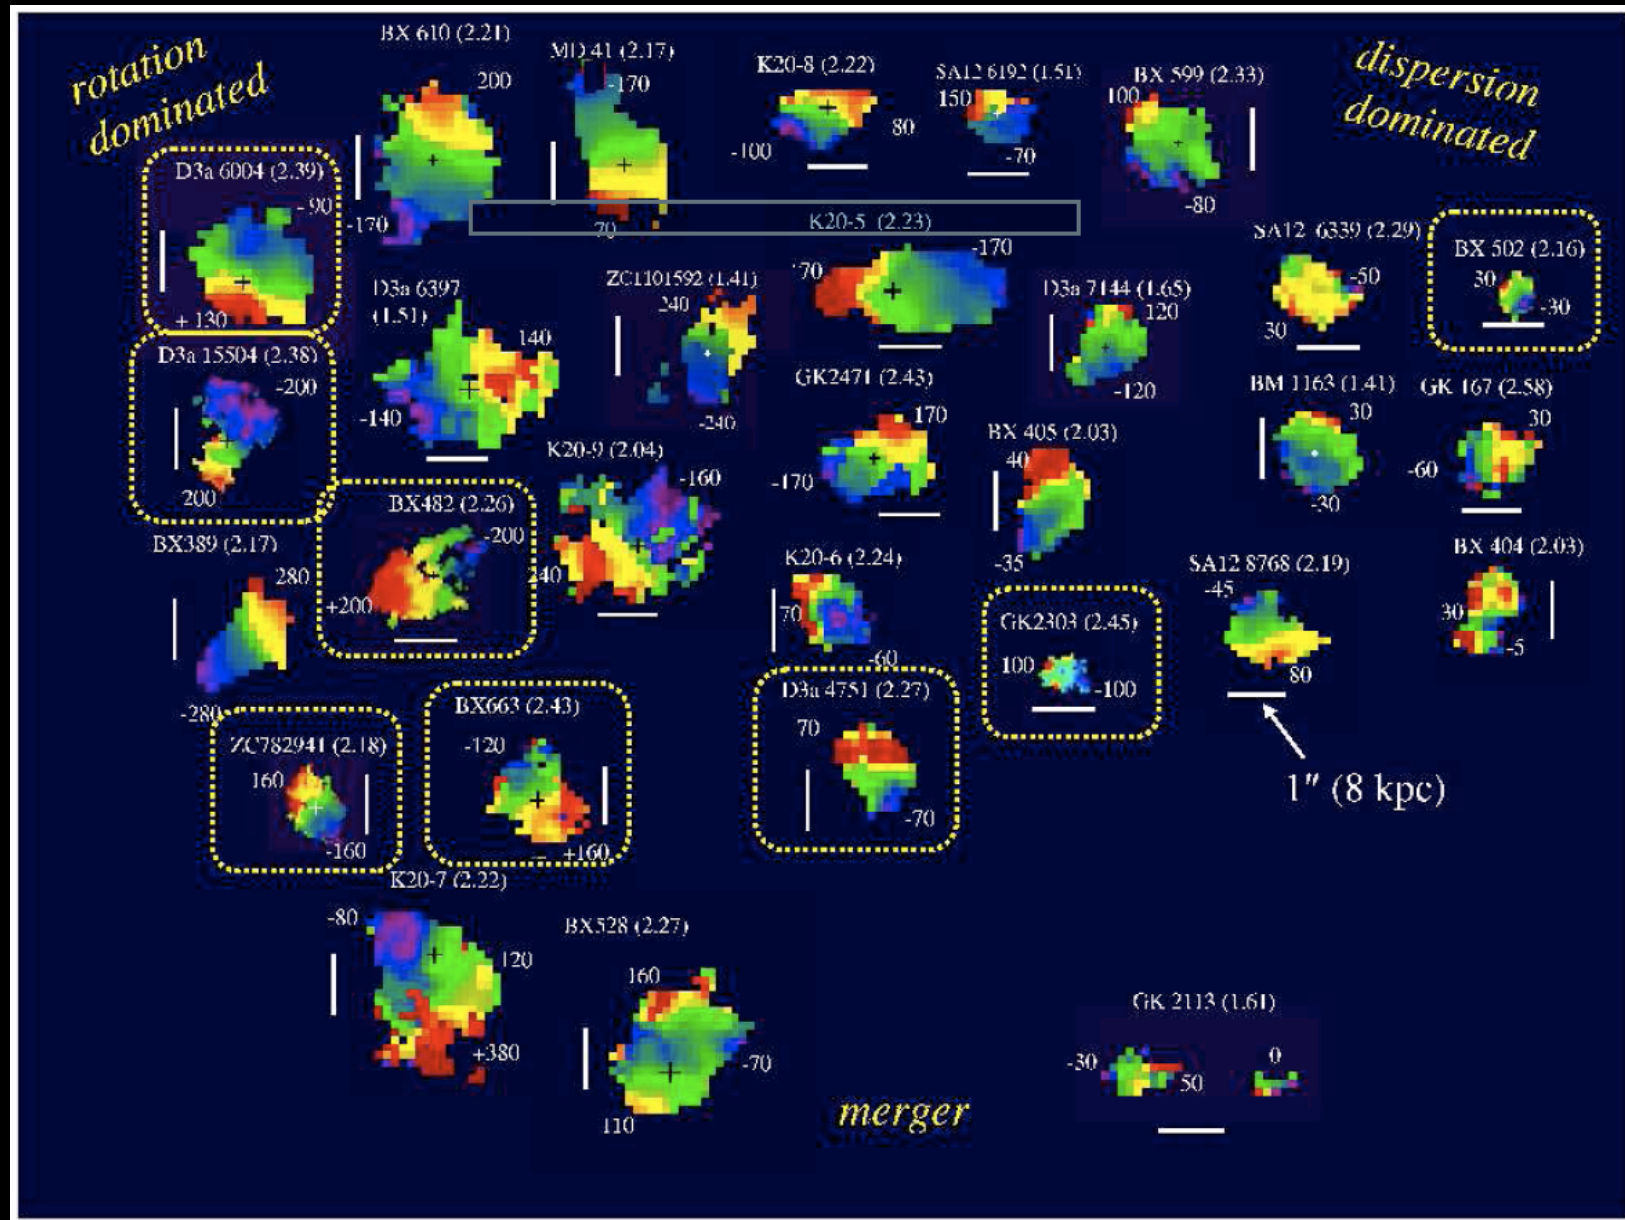 rotation
dominated
dispersion
dominated
BX 610 (2.21)
200
-170
MD 41 (2.17)
-170
70
K20-8 (2.22)
80
-100
SA12 6192 (1.51)
150
-70
BX 599 (2.33)
100
-80
D3a 6004 (2.39)
- 90
+ 130
K20-5 (2.23)
-170
SA12 6339 (2.29)
-50
30
BX 502 (2.16)
30
-30
D3a 6397
(1.51)
140
-140
ZC1101592 (1.41)
240
-240
D3a 7144 (1.65)
120
-120
D3a 15504 (2.38)
-200
200
GK2471 (2.43)
170
-170
BM 1163 (1.41)
30
-30
GK 167 (2.58)
30
-60
BX 405 (2.03)
40
-35
K20-9 (2.04)
-160
240
BX482 (2.26)
-200
+200
BX389 (2.17)
280
-280
K20-6 (2.24)
70
-60
SA12 8768 (2.19)
-45
80
BX 404 (2.03)
30
-5
GK2303 (2.45)
100
-100
D3a 4751 (2.27)
70
-70
BX663 (2.43)
-120
+160
ZC782941 (2.18)
160
-160
1″ (8 kpc)
K20-7 (2.22)
-80
120
+380
BX528 (2.27)
160
-70
110
GK 2113 (1.61)
-30
50
0
merger